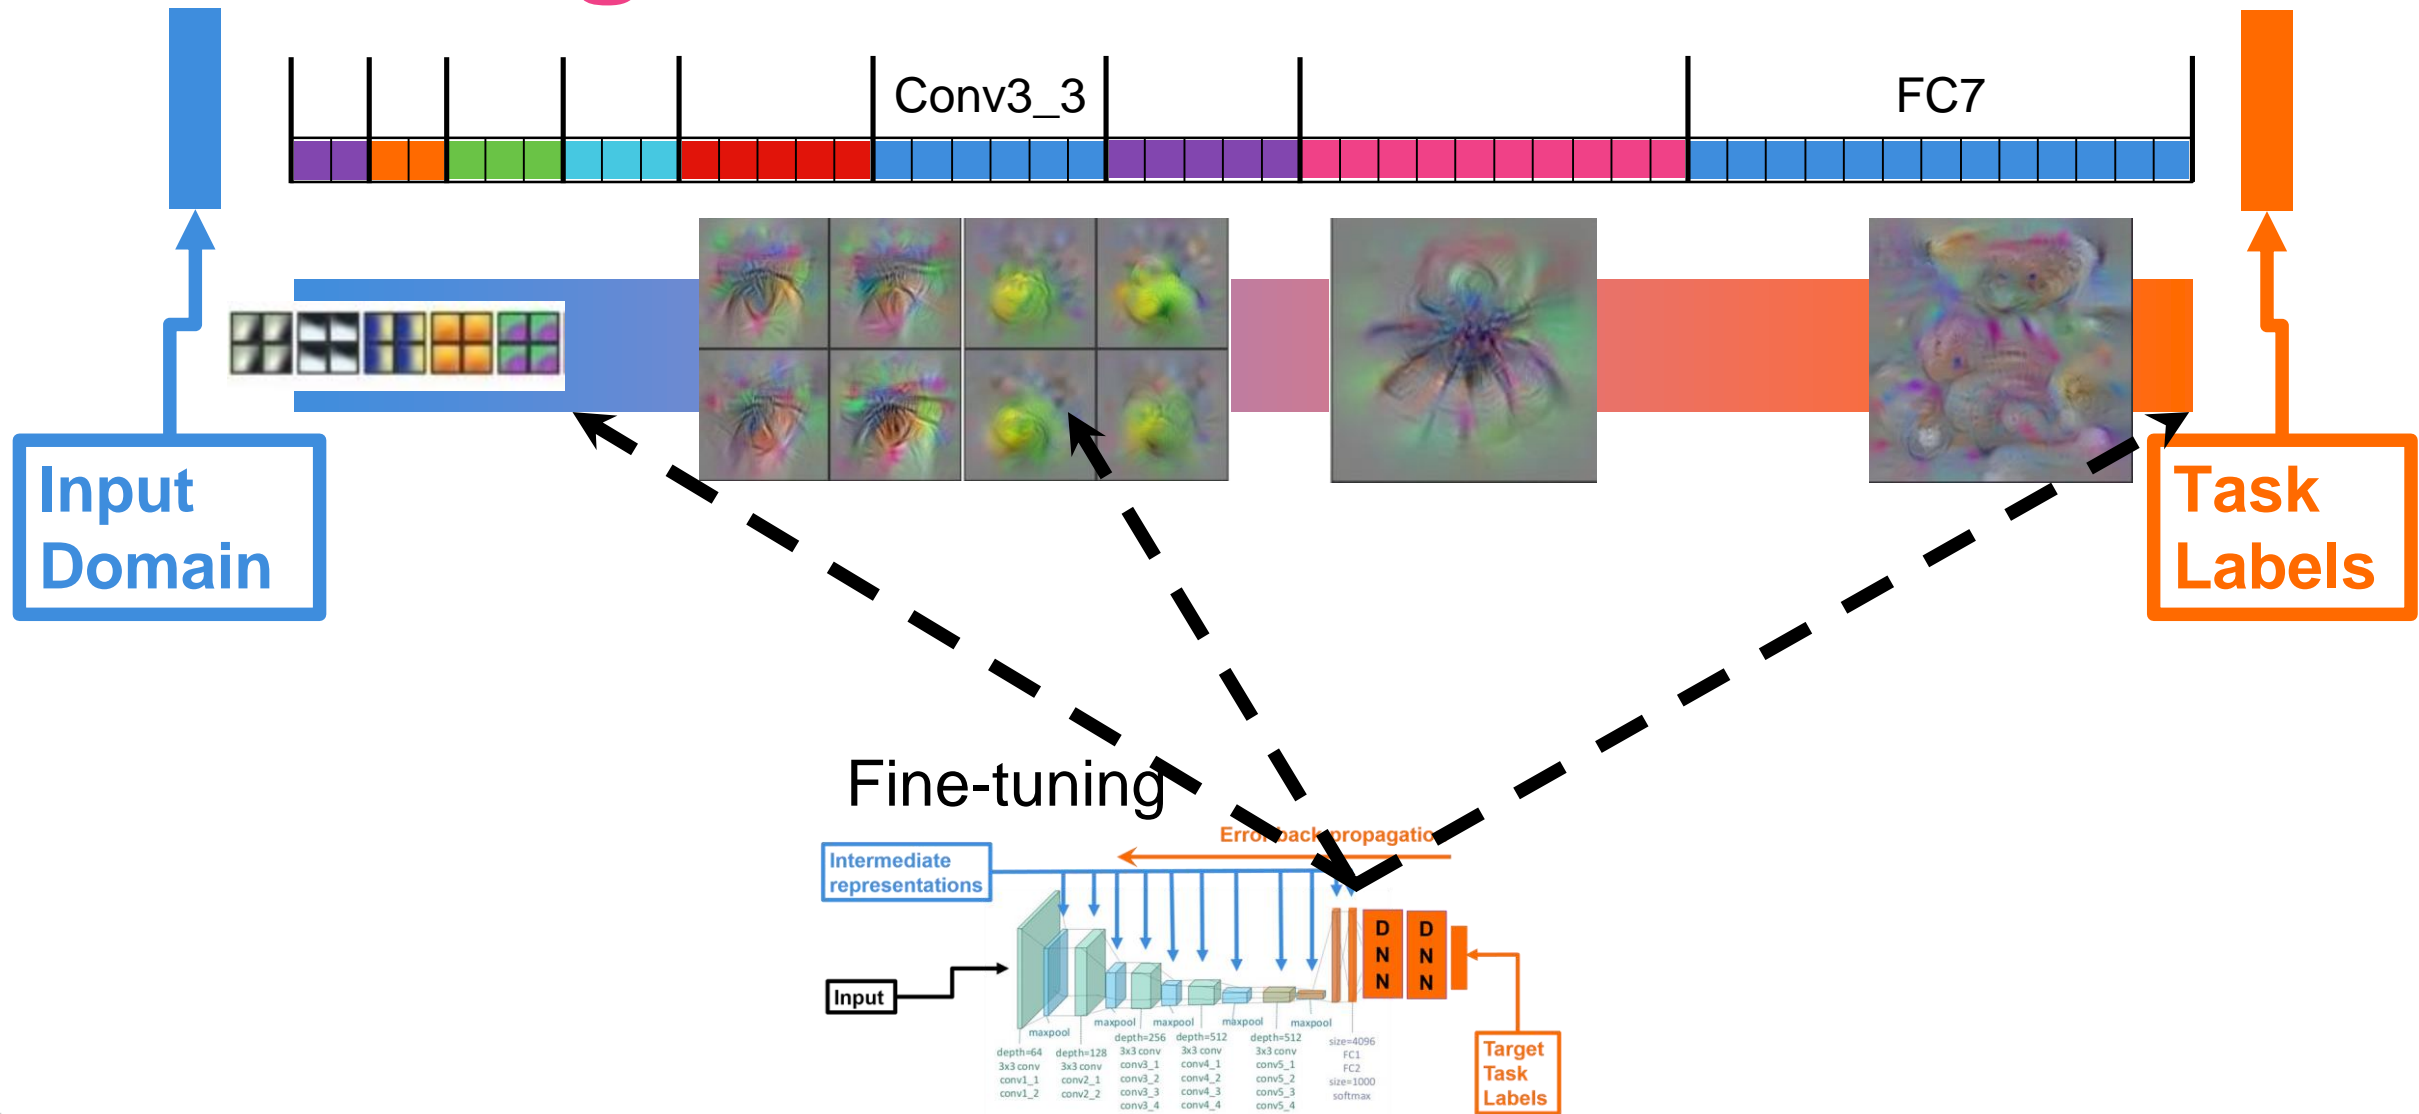 Conv3_3
FC7
Input
Domain
Task
Labels
Fine-tuning
Error back propagation
Intermediate
representations
D
N
N
D
N
N
Input
maxpool
maxpool
maxpool
maxpool
maxpool
depth=64
3x3 conv
conv1_1
conv1_2
depth=128
3x3 conv
conv2_1
conv2_2
depth=256
3x3 conv
conv3_1
conv3_2
conv3_3
conv3_4
depth=512
3x3 conv
conv4_1
conv4_2
conv4_3
conv4_4
depth=512
3x3 conv
conv5_1
conv5_2
conv5_3
conv5_4
size=4096
FC1
FC2
size=1000
softmax
Target
Task
Labels